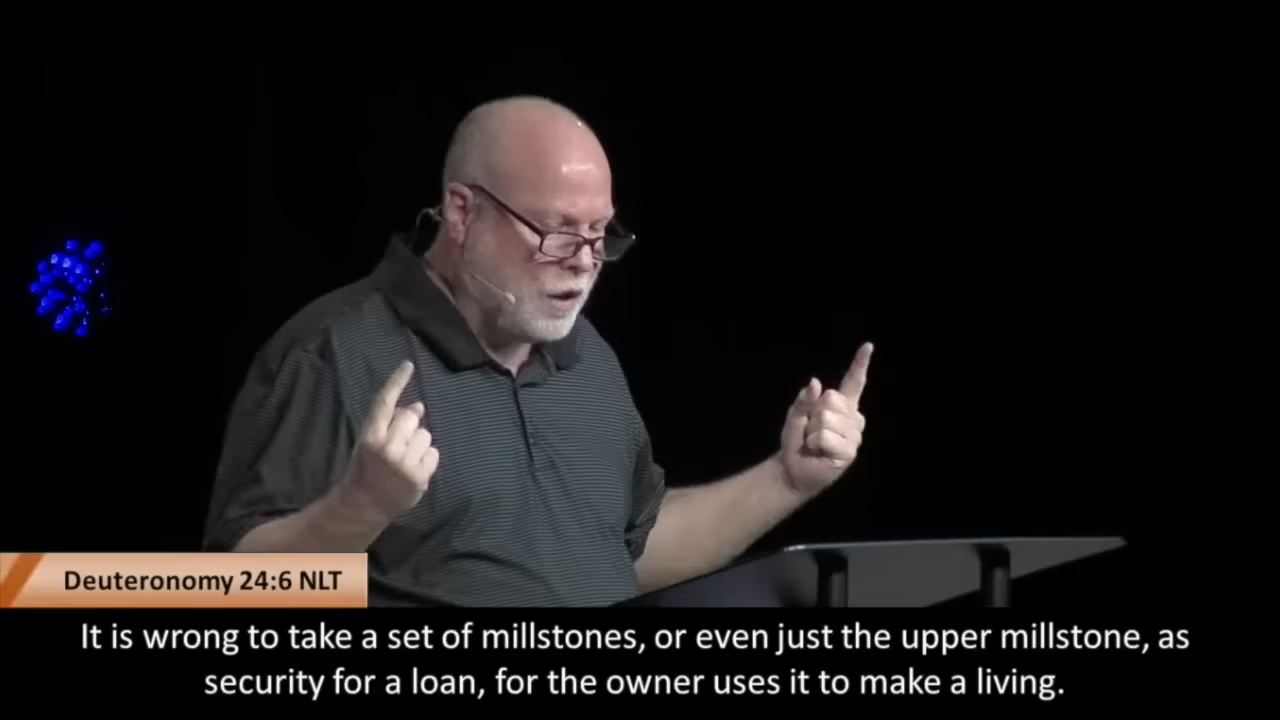 Deuteronomy 24:6 NLT
It is wrong to take a set of millstones, or even just the upper millstone, as
security for a loan, for the owner uses it to make a living.